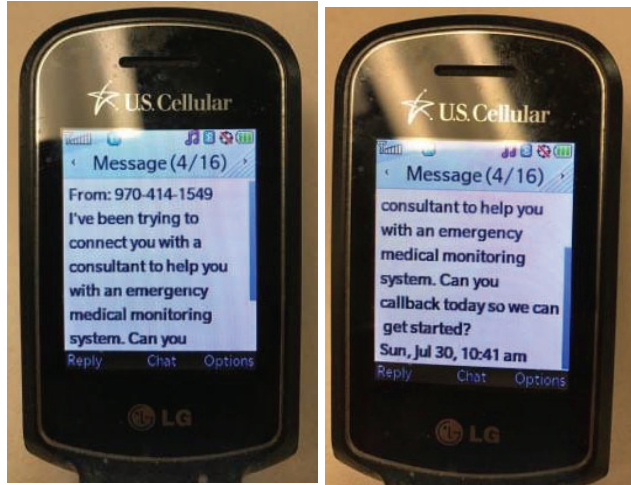 U.S. Cellular
Message (4/16)
From: 970-414-1549
I've been trying to
connect you with a
consultant to help you
with an emergency
medical monitoring
system. Can you
Reply Chat Options
LG
U.S. Cellular
Message (4/16)
consultant to help you
with an emergency
medical monitoring
system. Can you
callback today so we can
get started?
Sun, Jul 30, 10:41 am
Reply Chat Options
LG